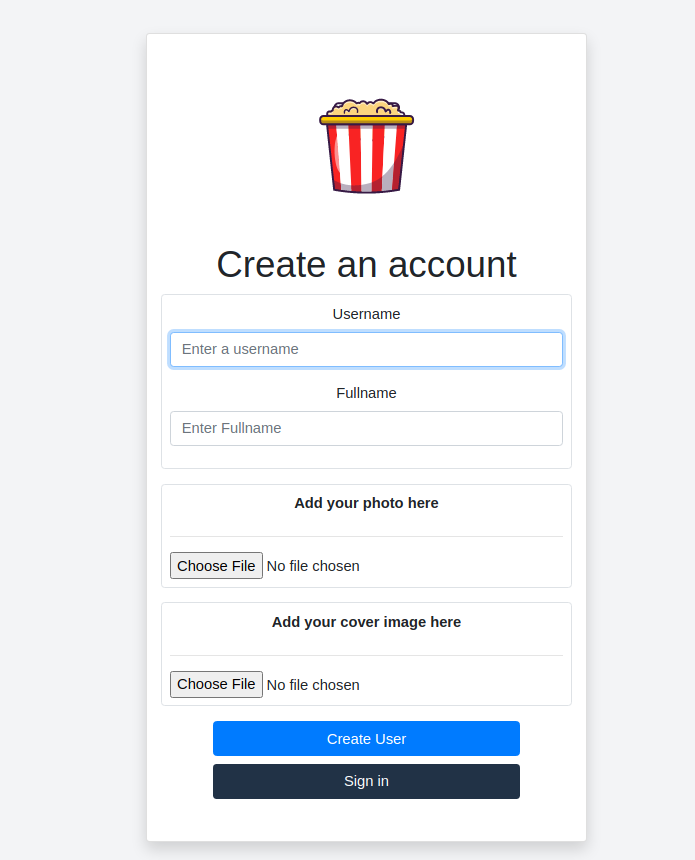 Create an account
Username
Enter a username
Fullname
Enter Fullname
Add your photo here
Choose File No file chosen
Add your cover image here
Choose File No file chosen
Create User
Sign in